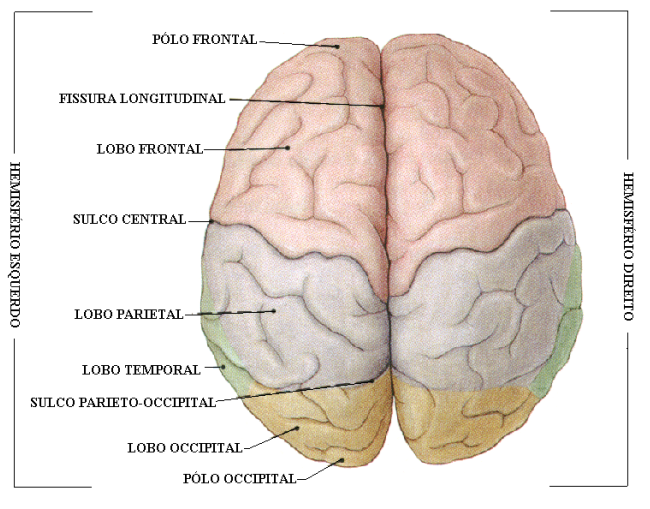 PÓLO FRONTAL
FISSURA LONGITUDINAL
LOBO FRONTAL
HEMISFÉRIO ESQUERDO
HEMISFÉRIO DIREITO
SULCO CENTRAL
LOBO PARIETAL
LOBO TEMPORAL
SULCO PARIETO-OCCIPITAL
LOBO OCCIPITAL
PÓLO OCCIPITAL